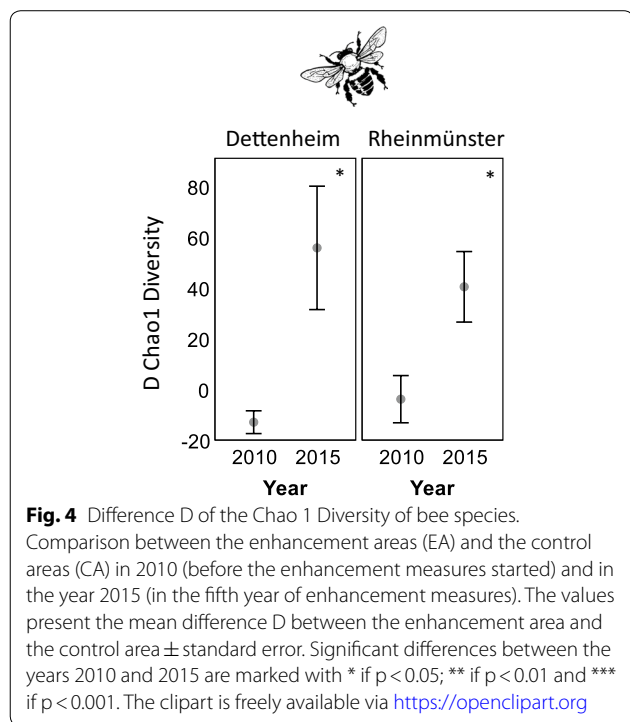 Dettenheim Rheinmünster
* *
80
60
40
20
0
-20
D Chao1 Diversity
2010 2015 2010 2015
Year Year
Fig. 4 Difference D of the Chao 1 Diversity of bee species.
Comparison between the enhancement areas (EA) and the control
areas (CA) in 2010 (before the enhancement measures started) and in
the year 2015 (in the fifth year of enhancement measures). The values
present the mean difference D between the enhancement area and
the control area ± standard error. Significant differences between the
years 2010 and 2015 are marked with * if p < 0.05; ** if p < 0.01 and ***
if p < 0.001. The clipart is freely available via https://openclipart.org